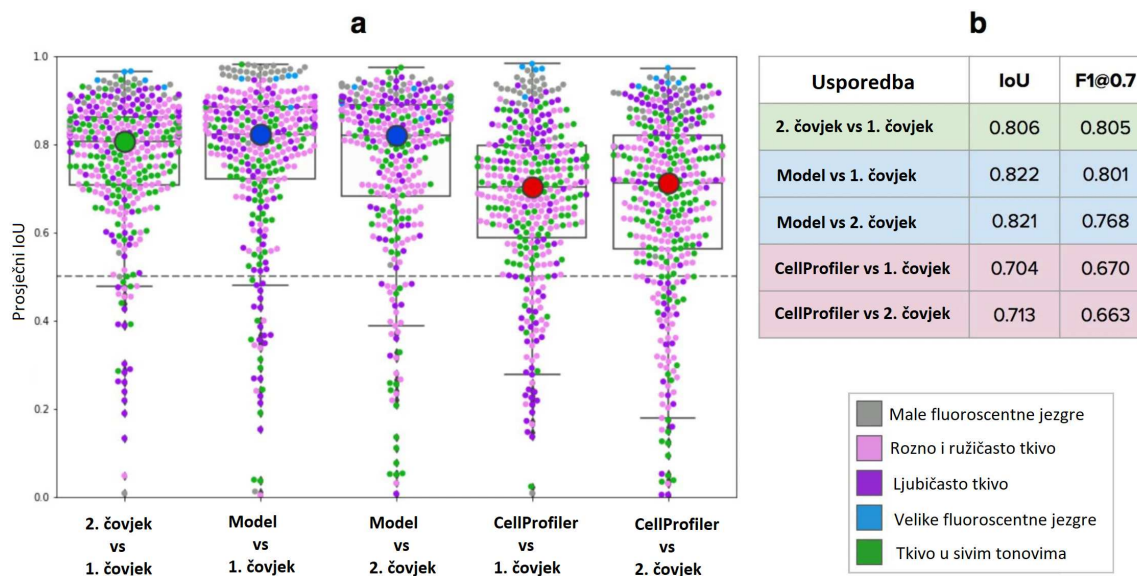 a
b
Prosječni IoU
1.0
0.8
0.6
0.4
0.2
0.0
2. čovjek
vs
1. čovjek
Model
vs
1. čovjek
Model
vs
2. čovjek
CellProfiler
vs
1. čovjek
CellProfiler
vs
2. čovjek
Usporedba IoU F1@0.7
2. čovjek vs 1. čovjek 0.806 0.805
Model vs 1. čovjek 0.822 0.801
Model vs 2. čovjek 0.821 0.768
CellProfiler vs 1. čovjek 0.704 0.670
CellProfiler vs 2. čovjek 0.713 0.663
Male fluoroscentne jezgre
Rozno i ružičasto tkivo
Ljubičasto tkivo
Velike fluoroscentne jezgre
Tkivo u sivim tonovima